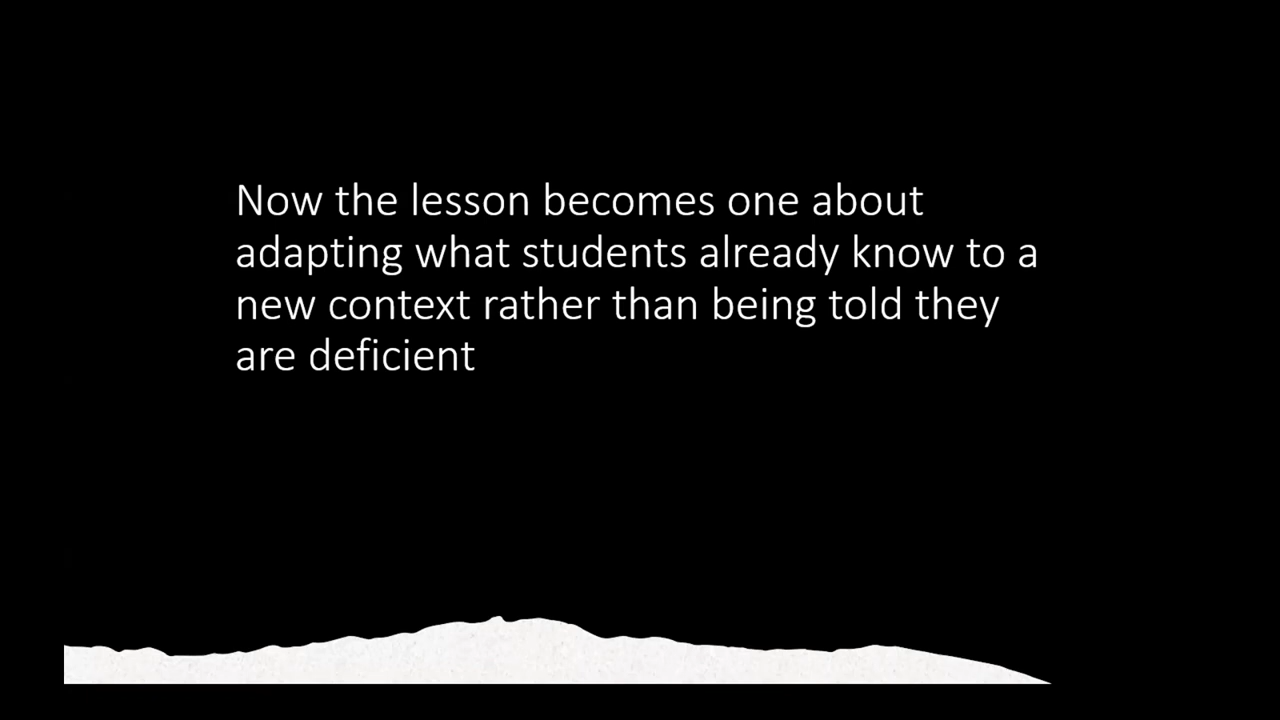 Now the lesson becomes one about
adapting what students already know to a
new context rather than being told they
are deficient